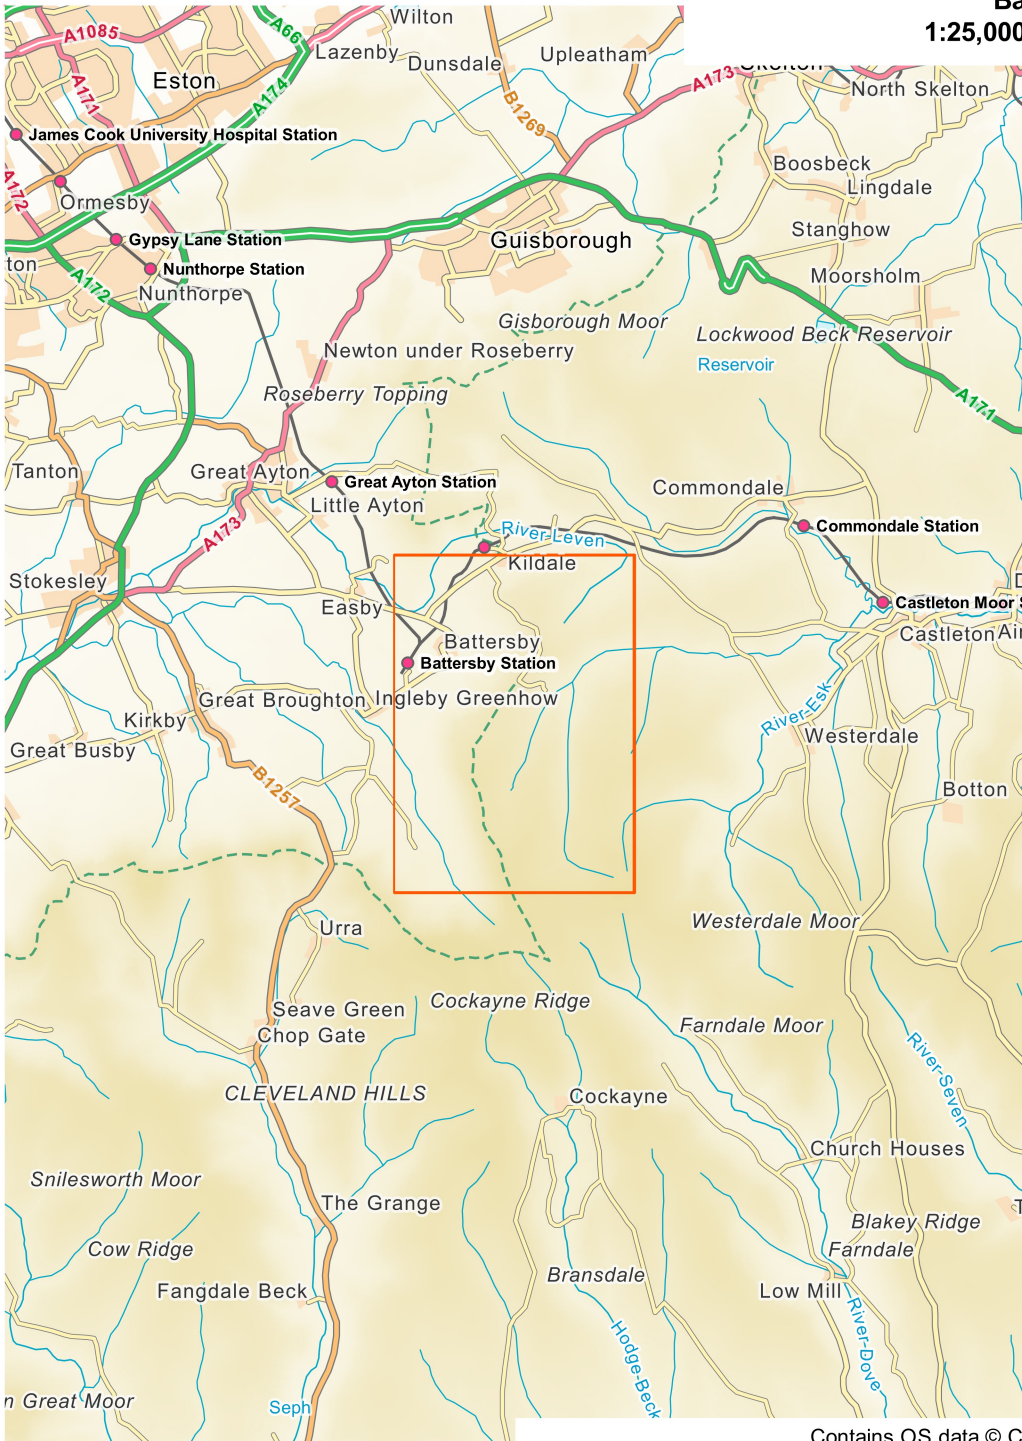 Ba
1:25,000
Wilton
A66
A1085
Lazenby
Dunsdale
Upleatham
Skelton
A173
Eston
A171
A174
North Skelton
B1269
James Cook University Hospital Station
Boosbeck
A172
Lingdale
Ormesby
Stanghow
Gypsy Lane Station
Guisborough
ton
Nunthorpe Station
A172
Nunthorpe
Moorsholm
Gisborough Moor
Lockwood Beck Reservoir
Newton under Roseberry
Reservoir
Roseberry Topping
A171
Tanton
Great Ayton
Great Ayton Station
Commondale
Little Ayton
Commondale Station
A173
River-Leven
Kildale
Stokesley
D
Easby
Castleton Moor S
Battersby
Castleton
Ain
Battersby Station
Great Broughton
Ingleby Greenhow
River-Esk
Kirkby
Great Busby
Westerdale
B1257
Botton
Urra
Westerdale Moor
Seave Green
Cockayne Ridge
Chop Gate
Farndale Moor
River-Seven
CLEVELAND HILLS
Cockayne
Church Houses
Snilesworth Moor
The Grange
T
Blakey Ridge
Cow Ridge
Farndale
Bransdale
Fangdale Beck
Low Mill
River-Dove
Hodge-Beck
n Great Moor
Seph
Contains OS data © C